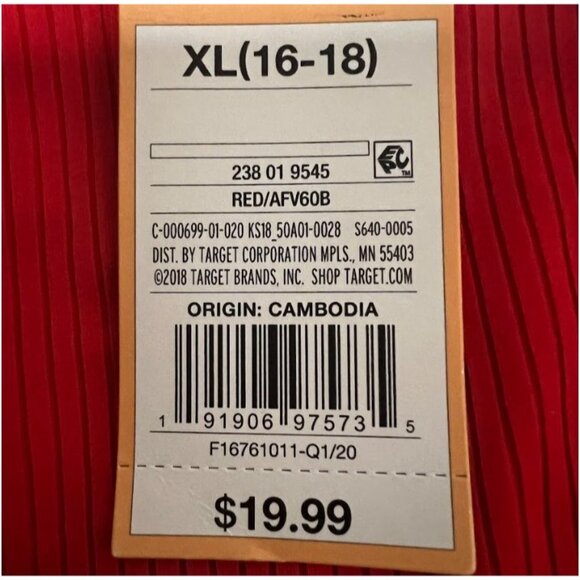 XL(16-18)
EPC
TM
238 01 9545
RED/AFV60B
C-000699-01-020 KS18_50A01-0028 S640-0005
DIST. BY TARGET CORPORATION MPLS., MN 55403
©2018 TARGET BRANDS, INC. SHOP TARGET.COM
ORIGIN: CAMBODIA
1 91906 97573 5
F16761011-Q1/20
$19.99